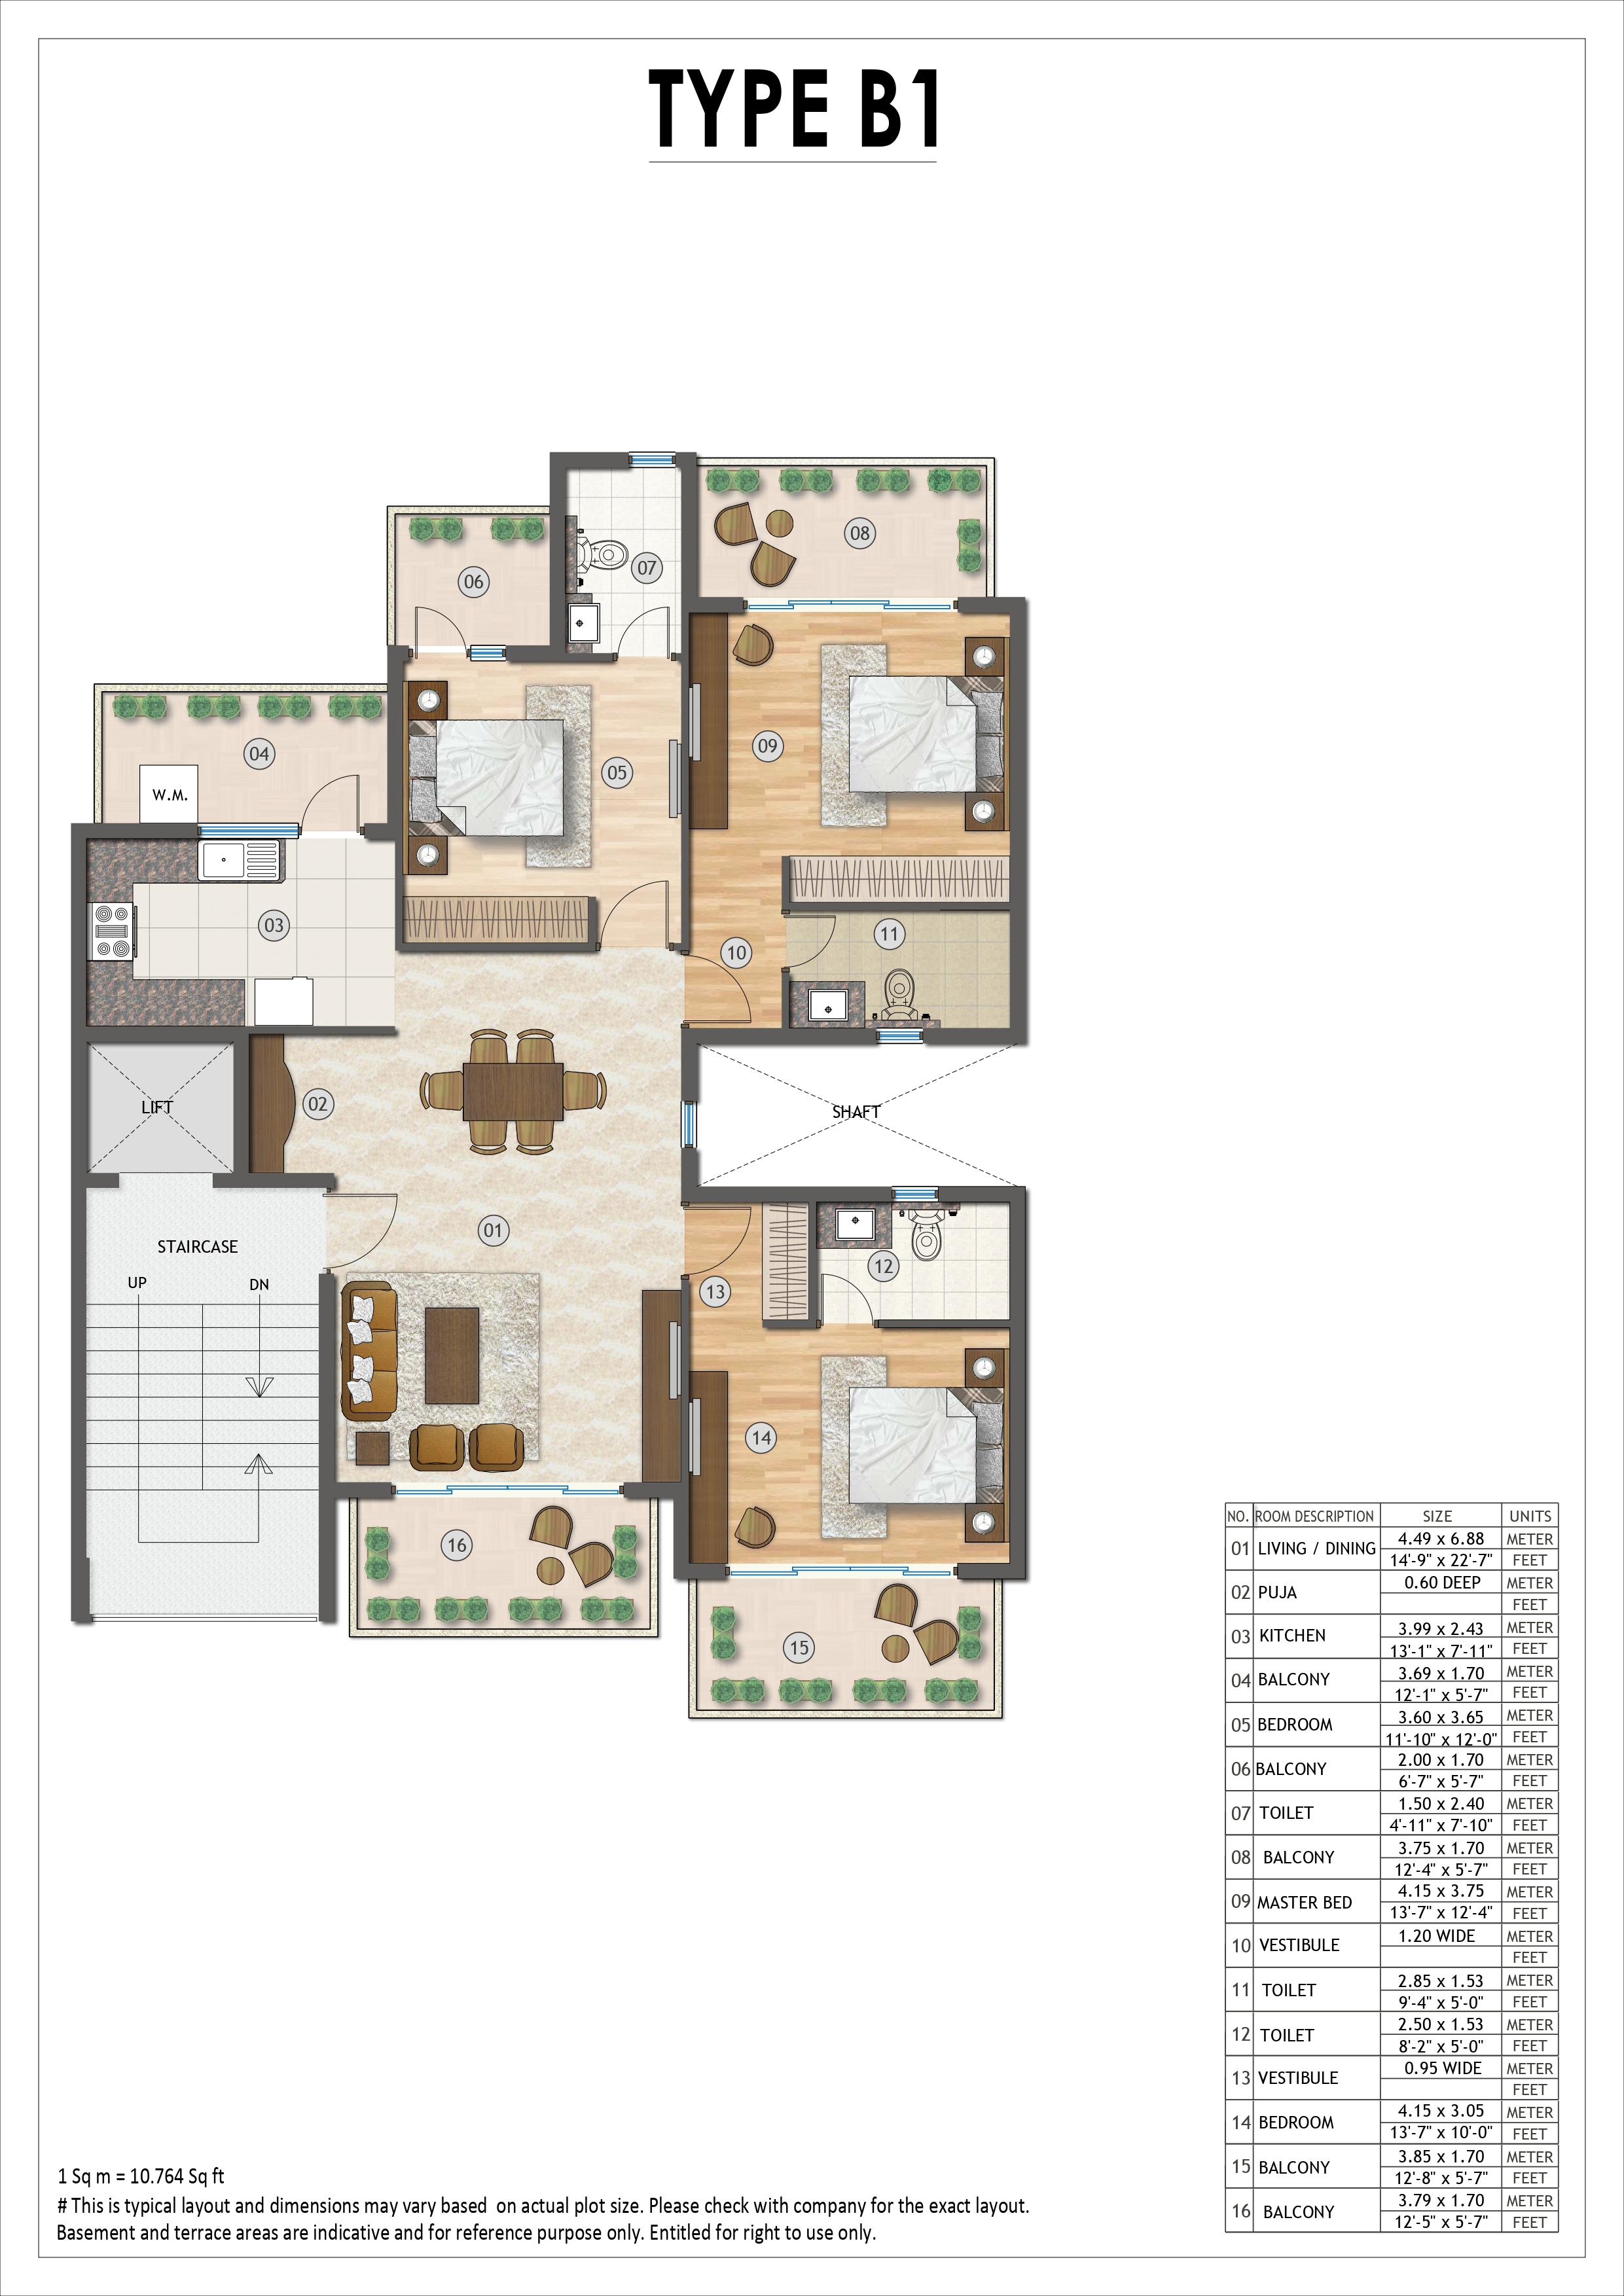 TYPE B1
08
07
06
09
04
05
W.M.
03
11
10
02
LIFT
SHAFT
01
STAIRCASE
12
UP
DN
13
14
16
15
NO. ROOM DESCRIPTION SIZE UNITS
01 LIVING / DINING 4.49 x 6.88 METER
14'-9" x 22'-7" FEET
02 PUJA 0.60 DEEP METER
FEET
03 KITCHEN 3.99 x 2.43 METER
13'-1" x 7'-11" FEET
04 BALCONY 3.69 x 1.70 METER
12'-1" x 5'-7" FEET
05 BEDROOM 3.60 x 3.65 METER
11'-10" x 12'-0" FEET
06 BALCONY 2.00 x 1.70 METER
6'-7" x 5'-7" FEET
07 TOILET 1.50 x 2.40 METER
4'-11" x 7'-10" FEET
08 BALCONY 3.75 x 1.70 METER
12'-4" x 5'-7" FEET
09 MASTER BED 4.15 x 3.75 METER
13'-7" x 12'-4" FEET
10 VESTIBULE 1.20 WIDE METER
FEET
11 TOILET 2.85 x 1.53 METER
9'-4" x 5'-0" FEET
12 TOILET 2.50 x 1.53 METER
8'-2" x 5'-0" FEET
13 VESTIBULE 0.95 WIDE METER
FEET
14 BEDROOM 4.15 x 3.05 METER
13'-7" x 10'-0" FEET
15 BALCONY 3.85 x 1.70 METER
12'-8" x 5'-7" FEET
16 BALCONY 3.79 x 1.70 METER
12'-5" x 5'-7" FEET
1 Sq m = 10.764 Sq ft
# This is typical layout and dimensions may vary based on actual plot size. Please check with company for the exact layout.
Basement and terrace areas are indicative and for reference purpose only. Entitled for right to use only.